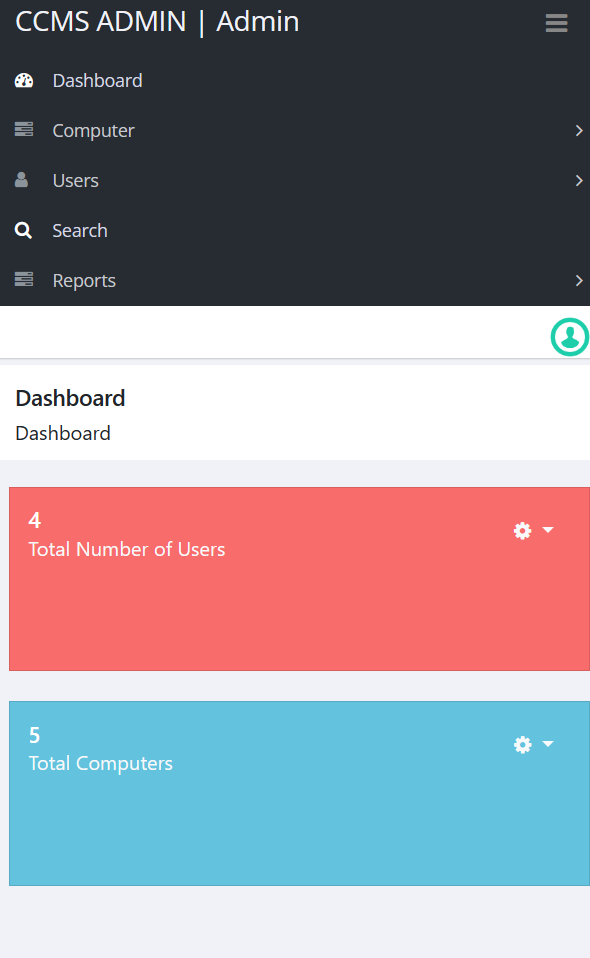 CCMS ADMIN | Admin
Dashboard
Computer
Users
Search
Reports
Dashboard
Dashboard
4
Total Number of Users
5
Total Computers